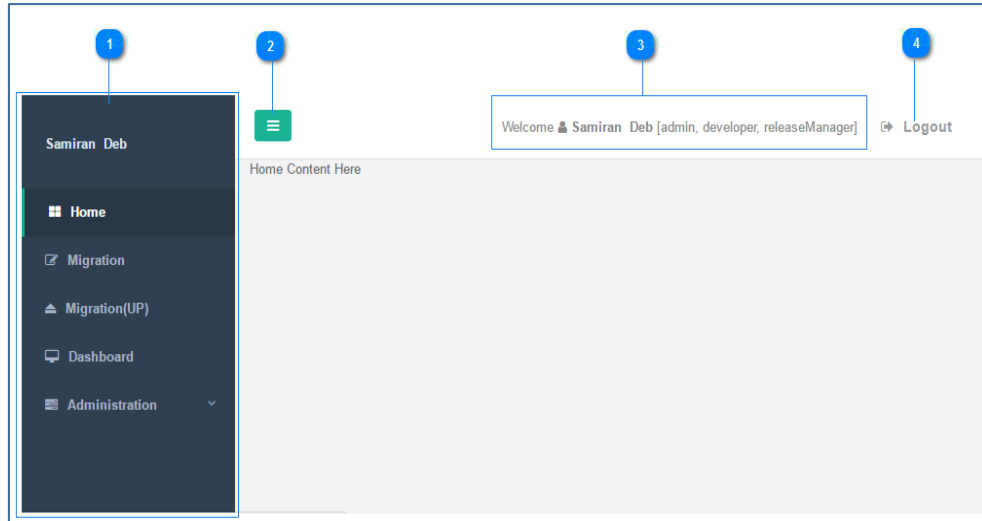 1
2
3
4
Samiran Deb
Welcome Samiran Deb [admin, developer, releaseManager]
Logout
Home Content Here
Home
Migration
Migration(UP)
Dashboard
Administration